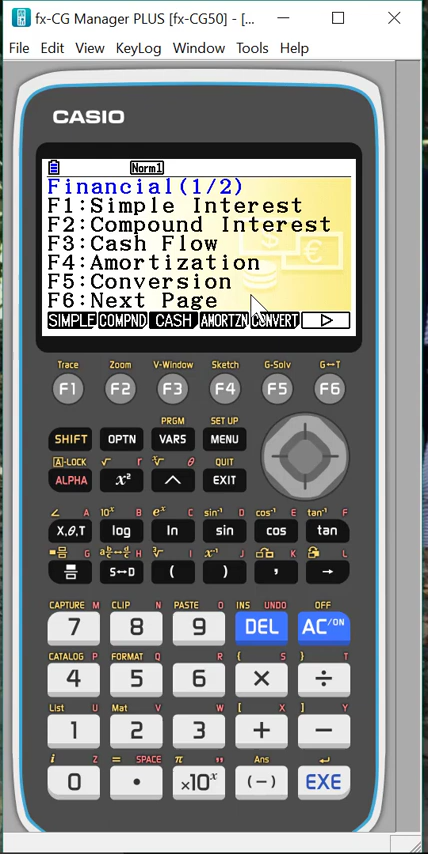 fx-CG Manager PLUS [fx-CG50] - [...
File Edit View KeyLog Window Tools Help
CASIO
Norm1
Financial(1/2)
F1:Simple Interest
F2:Compound Interest
F3:Cash Flow
F4:Amortization
F5:Conversion
F6:Next Page
SIMPLE COMPND CASH AMORTZN CONVERT ▷
Trace Zoom V-Window Sketch G-Solv G↔T
F1 F2 F3 F4 F5 F6
PRGM SET UP
SHIFT OPTN VARS MENU
A-LOCK √ r ˣ√ θ QUIT
ALPHA x² ^ EXIT
∠ A 10ˣ B eˣ C sin⁻¹ D cos⁻¹ E tan⁻¹ F
X,θ,T log ln sin cos tan
G H ³√ I x⁻¹ J K L
S↔D ( ) , →
CAPTURE M CLIP N PASTE O INS UNDO OFF
7 8 9 DEL AC/ON
CATALOG P FORMAT Q R { S } T
4 5 6 × ÷
List U Mat V W [ X ] Y
1 2 3 + −
i Z = SPACE π " Ans ↵
0 • ×10ˣ (−) EXE